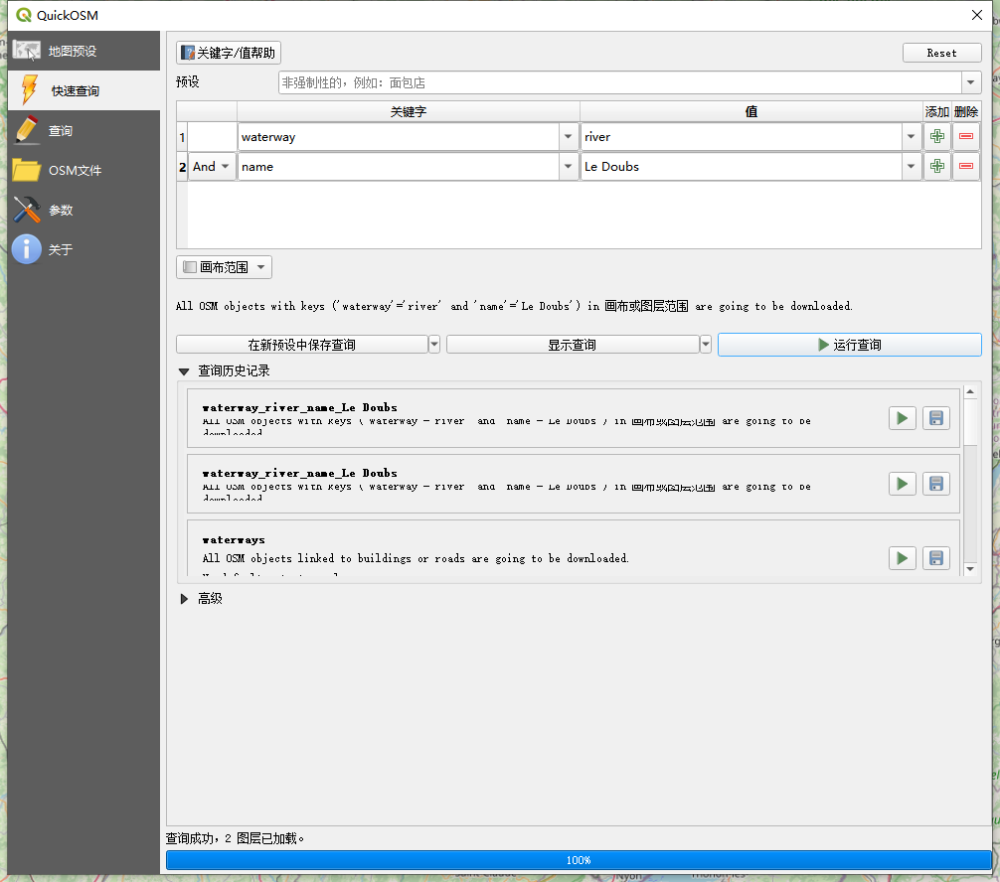 QuickOSM
地图预设
快速查询
查询
OSM文件
参数
关于
关键字/值帮助
Reset
预设
非强制性的，例如：面包店
关键字 值 添加 删除
1 waterway river
2 And name Le Doubs
画布范围
All OSM objects with keys ('waterway'='river' and 'name'='Le Doubs') in 画布或图层范围 are going to be downloaded.
在新预设中保存查询 显示查询 运行查询
查询历史记录
waterway_river_name_Le Doubs
All OSM objects with keys ( waterway = river and name = Le Doubs ) in 画布或图层范围 are going to be
downloaded
waterway_river_name_Le Doubs
All OSM objects with keys ( waterway = river and name = Le Doubs ) in 画布或图层范围 are going to be
downloaded
waterways
All OSM objects linked to buildings or roads are going to be downloaded.
高级
查询成功，2 图层已加载。
100%
Nyon